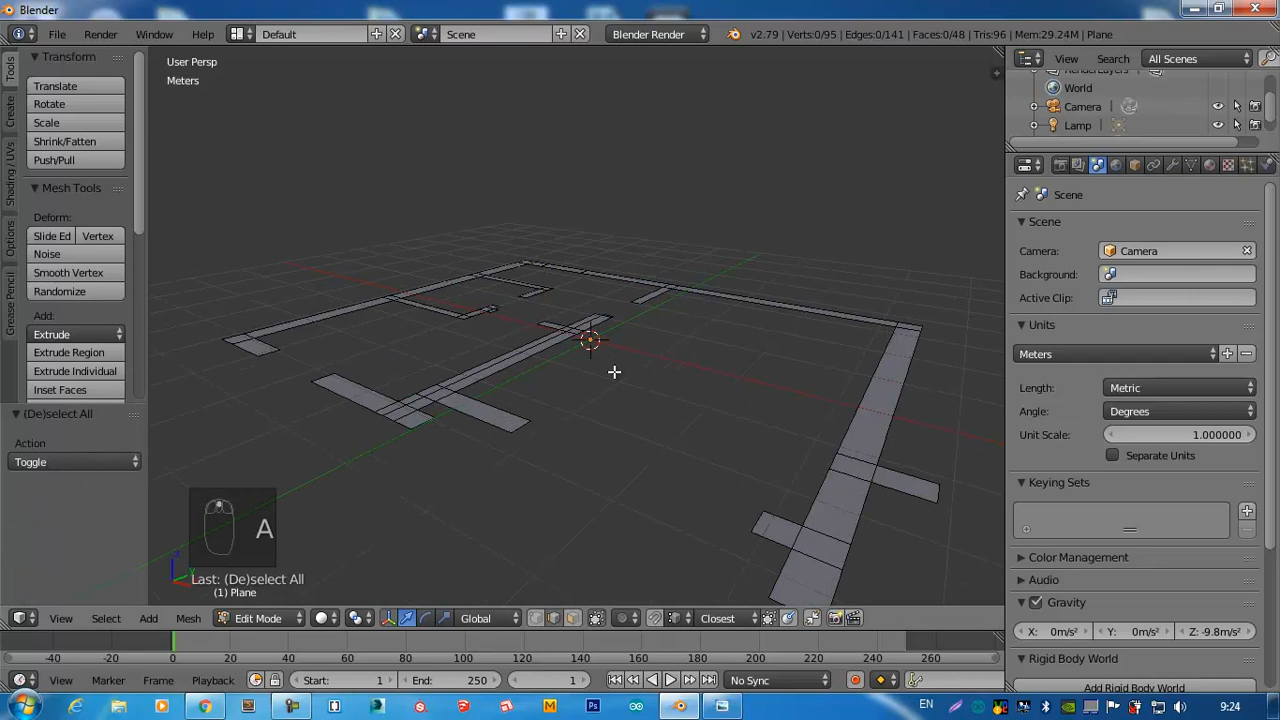 Blender
File Render Window Help Default Scene Blender Render v2.79 | Verts:0/95 | Edges:0/141 | Faces:0/48 | Tris:96 | Mem:29.24M | Plane
Tools
Create
Shading / UVs
Options
Grease Pencil
Transform
Translate
Rotate
Scale
Shrink/Fatten
Push/Pull
Mesh Tools
Deform:
Slide Ed Vertex
Noise
Smooth Vertex
Randomize
Add:
Extrude
Extrude Region
Extrude Individual
Inset Faces
(De)select All
Action
Toggle
User Persp
Meters
A
Last: (De)select All
(1) Plane
View Search All Scenes
RenderLayers
World
Camera
Lamp
Scene
Scene
Camera: Camera
Background:
Active Clip:
Units
Meters
Length: Metric
Angle: Degrees
Unit Scale: 1.000000
Separate Units
Keying Sets
Color Management
Audio
Gravity
X: 0m/s² Y: 0m/s² Z: -9.8m/s²
Rigid Body World
Add Rigid Body World
View Select Add Mesh Edit Mode Global Closest
-40 -20 0 20 40 60 80 100 120 140 160 180 200 220 240 260
View Marker Frame Playback Start: 1 End: 250 1 No Sync
EN 9:24